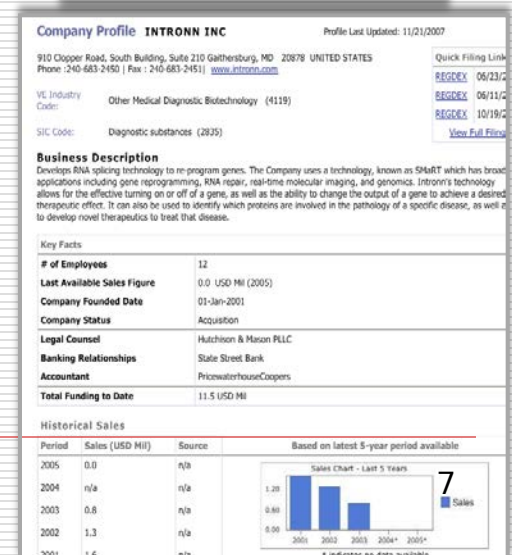 Company Profile INTRONN INC Profile Last Updated: 11/21/2007
910 Clopper Road, South Building, Suite 210 Gaithersburg, MD 20878 UNITED STATES
Quick Filing Link
Phone :240-683-2450 | Fax : 240-683-2451| www.intronn.com
REGDEX 06/23/2
VE Industry Code: Other Medical Diagnostic Biotechnology (4119)
REGDEX 06/11/2
REGDEX 10/19/2
SIC Code: Diagnostic substances (2835)
View Full Filing
Business Description
Develops RNA splicing technology to re-program genes. The Company uses a technology, known as SMaRT which has broad
applications including gene reprogramming, RNA repair, real-time molecular imaging, and genomics. Intronn's technology
allows for the effective turning on or off of a gene, as well as the ability to change the output of a gene to achieve a desired
therapeutic effect. It can also be used to identify which proteins are involved in the pathology of a specific disease, as well a
to develop novel therapeutics to treat that disease.
Key Facts
# of Employees 12
Last Available Sales Figure 0.0 USD Mil (2005)
Company Founded Date 01-Jan-2001
Company Status Acquisition
Legal Counsel Hutchison & Mason PLLC
Banking Relationships State Street Bank
Accountant PricewaterhouseCoopers
Total Funding to Date 11.5 USD Mil
Historical Sales
Period Sales (USD Mil) Source Based on latest 5-year period available
2005 0.0 n/a
2004 n/a n/a
2003 0.8 n/a
2002 1.3 n/a
2001 1.6 n/a
Sales Chart - Last 5 Years
7
1.20
0.60
0.00
Sales
2001 2002 2003 2004* 2005*
* indicates no data available